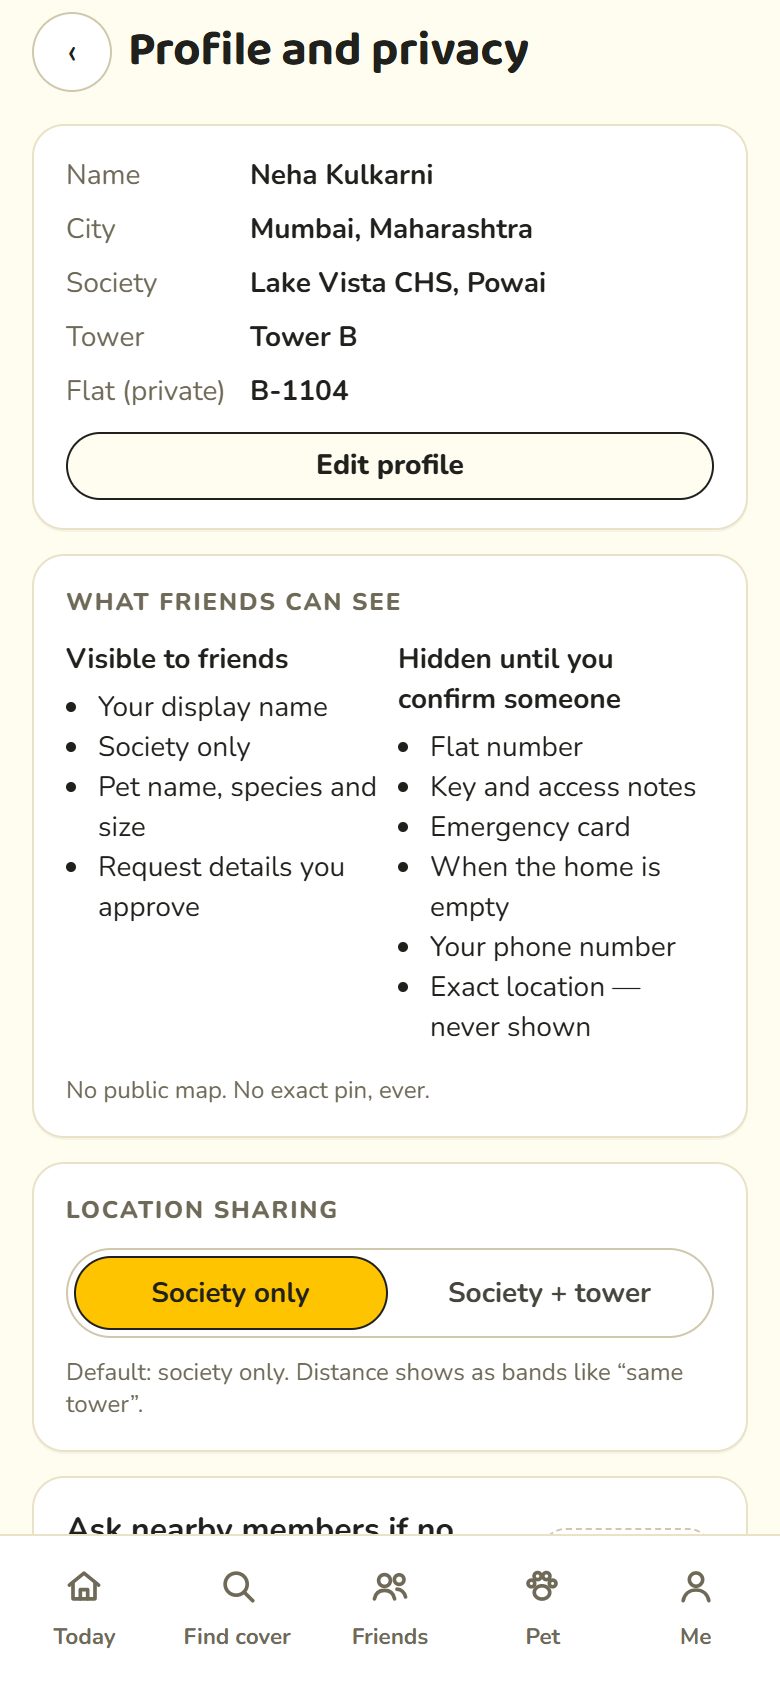 Profile and privacy
Name Neha Kulkarni
City Mumbai, Maharashtra
Society Lake Vista CHS, Powai
Tower Tower B
Flat (private) B-1104
Edit profile
WHAT FRIENDS CAN SEE
Visible to friends
Your display name
Society only
Pet name, species and
size
Request details you
approve
Hidden until you
confirm someone
Flat number
Key and access notes
Emergency card
When the home is
empty
Your phone number
Exact location —
never shown
No public map. No exact pin, ever.
LOCATION SHARING
Society only
Society + tower
Default: society only. Distance shows as bands like “same
tower”.
Ask nearby members if no
Today
Find cover
Friends
Pet
Me